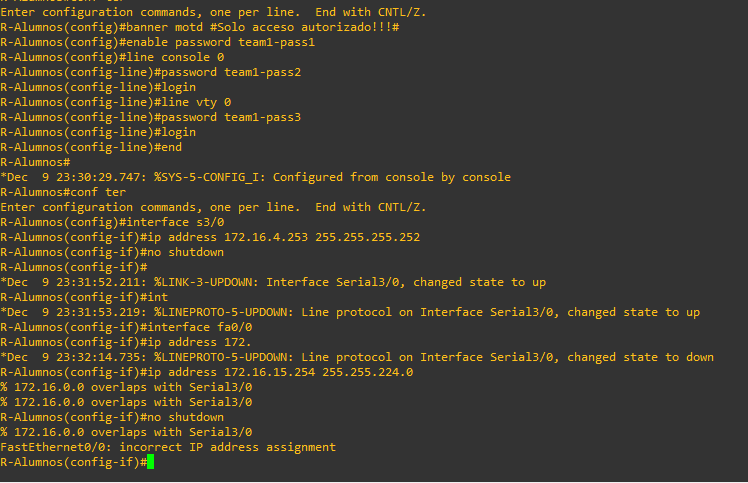 Enter configuration commands, one per line.  End with CNTL/Z.
R-Alumnos(config)#banner motd #Solo acceso autorizado!!!#
R-Alumnos(config)#enable password team1-pass1
R-Alumnos(config)#line console 0
R-Alumnos(config-line)#password team1-pass2
R-Alumnos(config-line)#login
R-Alumnos(config-line)#line vty 0
R-Alumnos(config-line)#password team1-pass3
R-Alumnos(config-line)#login
R-Alumnos(config-line)#end
R-Alumnos#
*Dec  9 23:30:29.747: %SYS-5-CONFIG_I: Configured from console by console
R-Alumnos#conf ter
Enter configuration commands, one per line.  End with CNTL/Z.
R-Alumnos(config)#interface s3/0
R-Alumnos(config-if)#ip address 172.16.4.253 255.255.255.252
R-Alumnos(config-if)#no shutdown
R-Alumnos(config-if)#
*Dec  9 23:31:52.211: %LINK-3-UPDOWN: Interface Serial3/0, changed state to up
R-Alumnos(config-if)#int
*Dec  9 23:31:53.219: %LINEPROTO-5-UPDOWN: Line protocol on Interface Serial3/0, changed state to up
R-Alumnos(config-if)#interface fa0/0
R-Alumnos(config-if)#ip address 172.
*Dec  9 23:32:14.735: %LINEPROTO-5-UPDOWN: Line protocol on Interface Serial3/0, changed state to down
R-Alumnos(config-if)#ip address 172.16.15.254 255.255.224.0
% 172.16.0.0 overlaps with Serial3/0
% 172.16.0.0 overlaps with Serial3/0
R-Alumnos(config-if)#no shutdown
% 172.16.0.0 overlaps with Serial3/0
FastEthernet0/0: incorrect IP address assignment
R-Alumnos(config-if)#